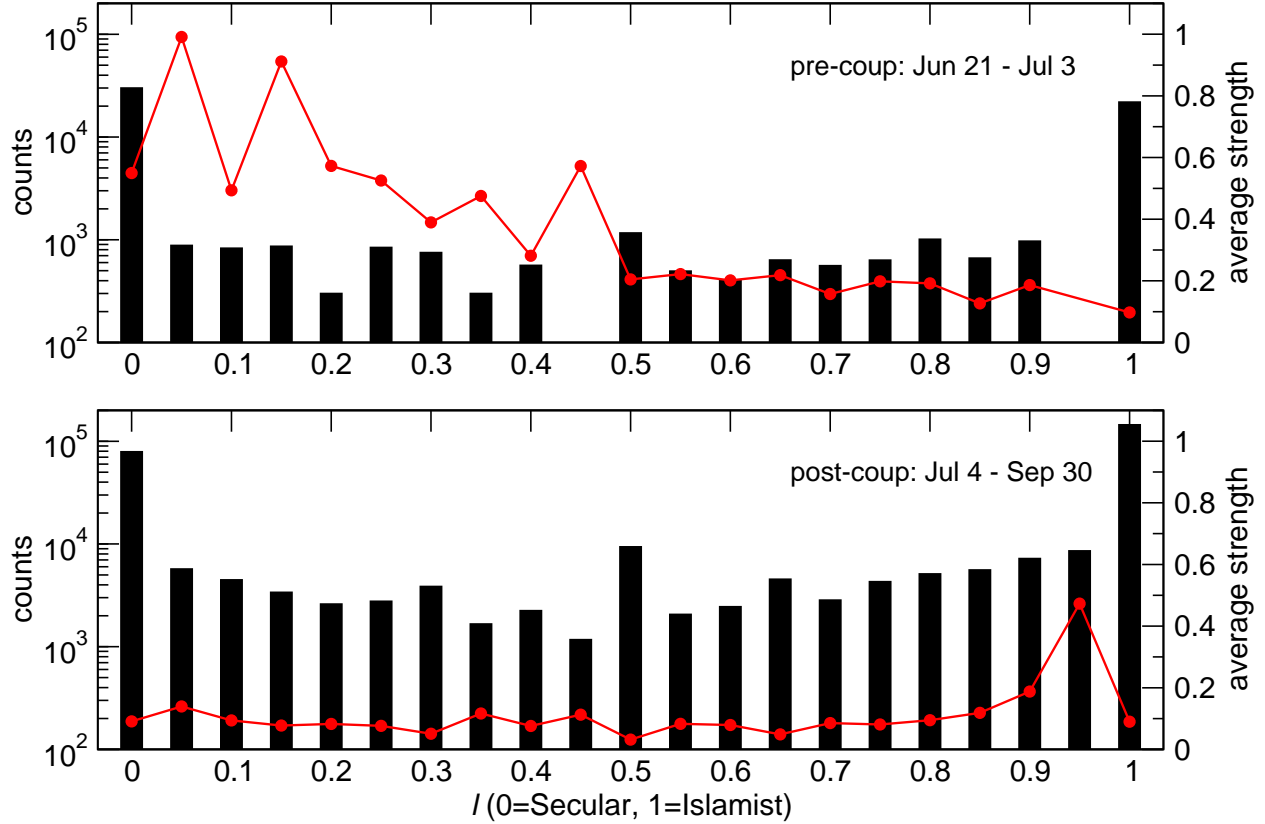 pre-coup: Jun 21 - Jul 3
counts
10^5
10^4
10^3
10^2
average strength
1
0.8
0.6
0.4
0.2
0
0 0.1 0.2 0.3 0.4 0.5 0.6 0.7 0.8 0.9 1
post-coup: Jul 4 - Sep 30
counts
10^5
10^4
10^3
10^2
average strength
1
0.8
0.6
0.4
0.2
0
0 0.1 0.2 0.3 0.4 0.5 0.6 0.7 0.8 0.9 1
I (0=Secular, 1=Islamist)